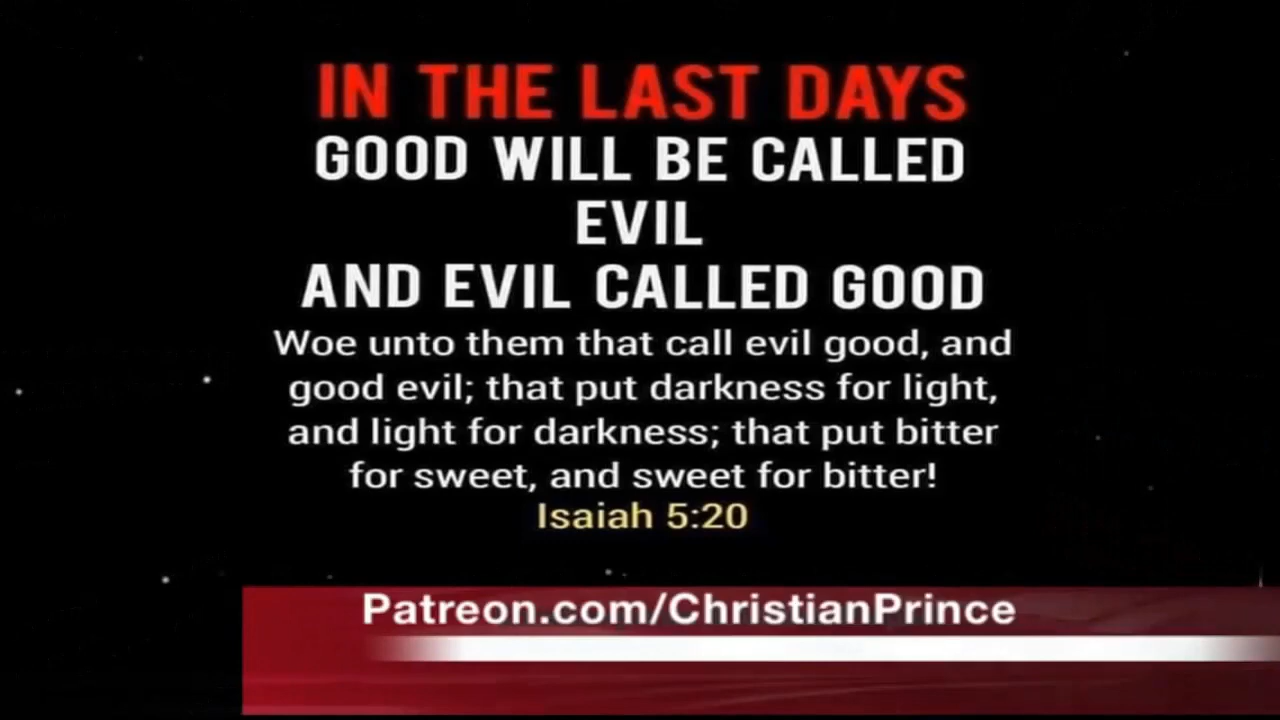 IN THE LAST DAYS
GOOD WILL BE CALLED
EVIL
AND EVIL CALLED GOOD
Woe unto them that call evil good, and
good evil; that put darkness for light,
and light for darkness; that put bitter
for sweet, and sweet for bitter!
Isaiah 5:20
Patreon.com/ChristianPrince